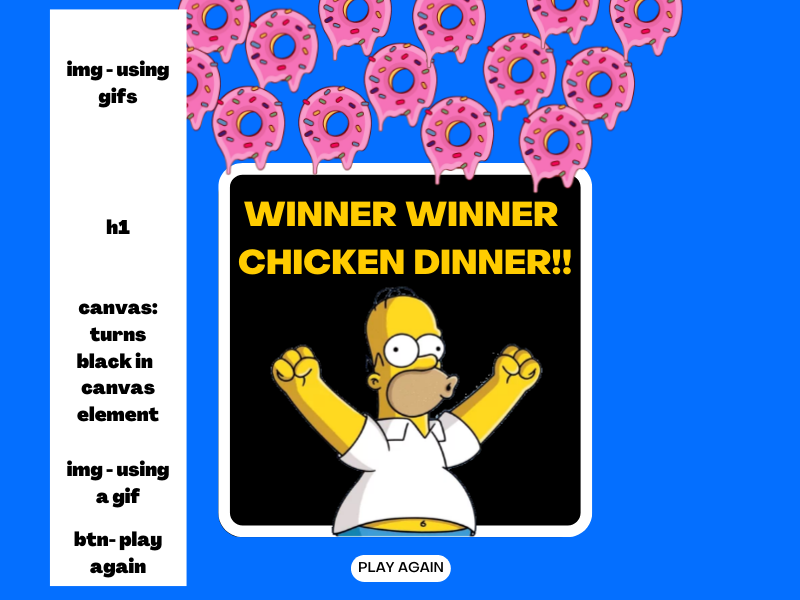 img - using
gifs
h1
canvas:
turns
black in
canvas
element
img - using
a gif
btn- play
again
WINNER WINNER
CHICKEN DINNER!!
PLAY AGAIN